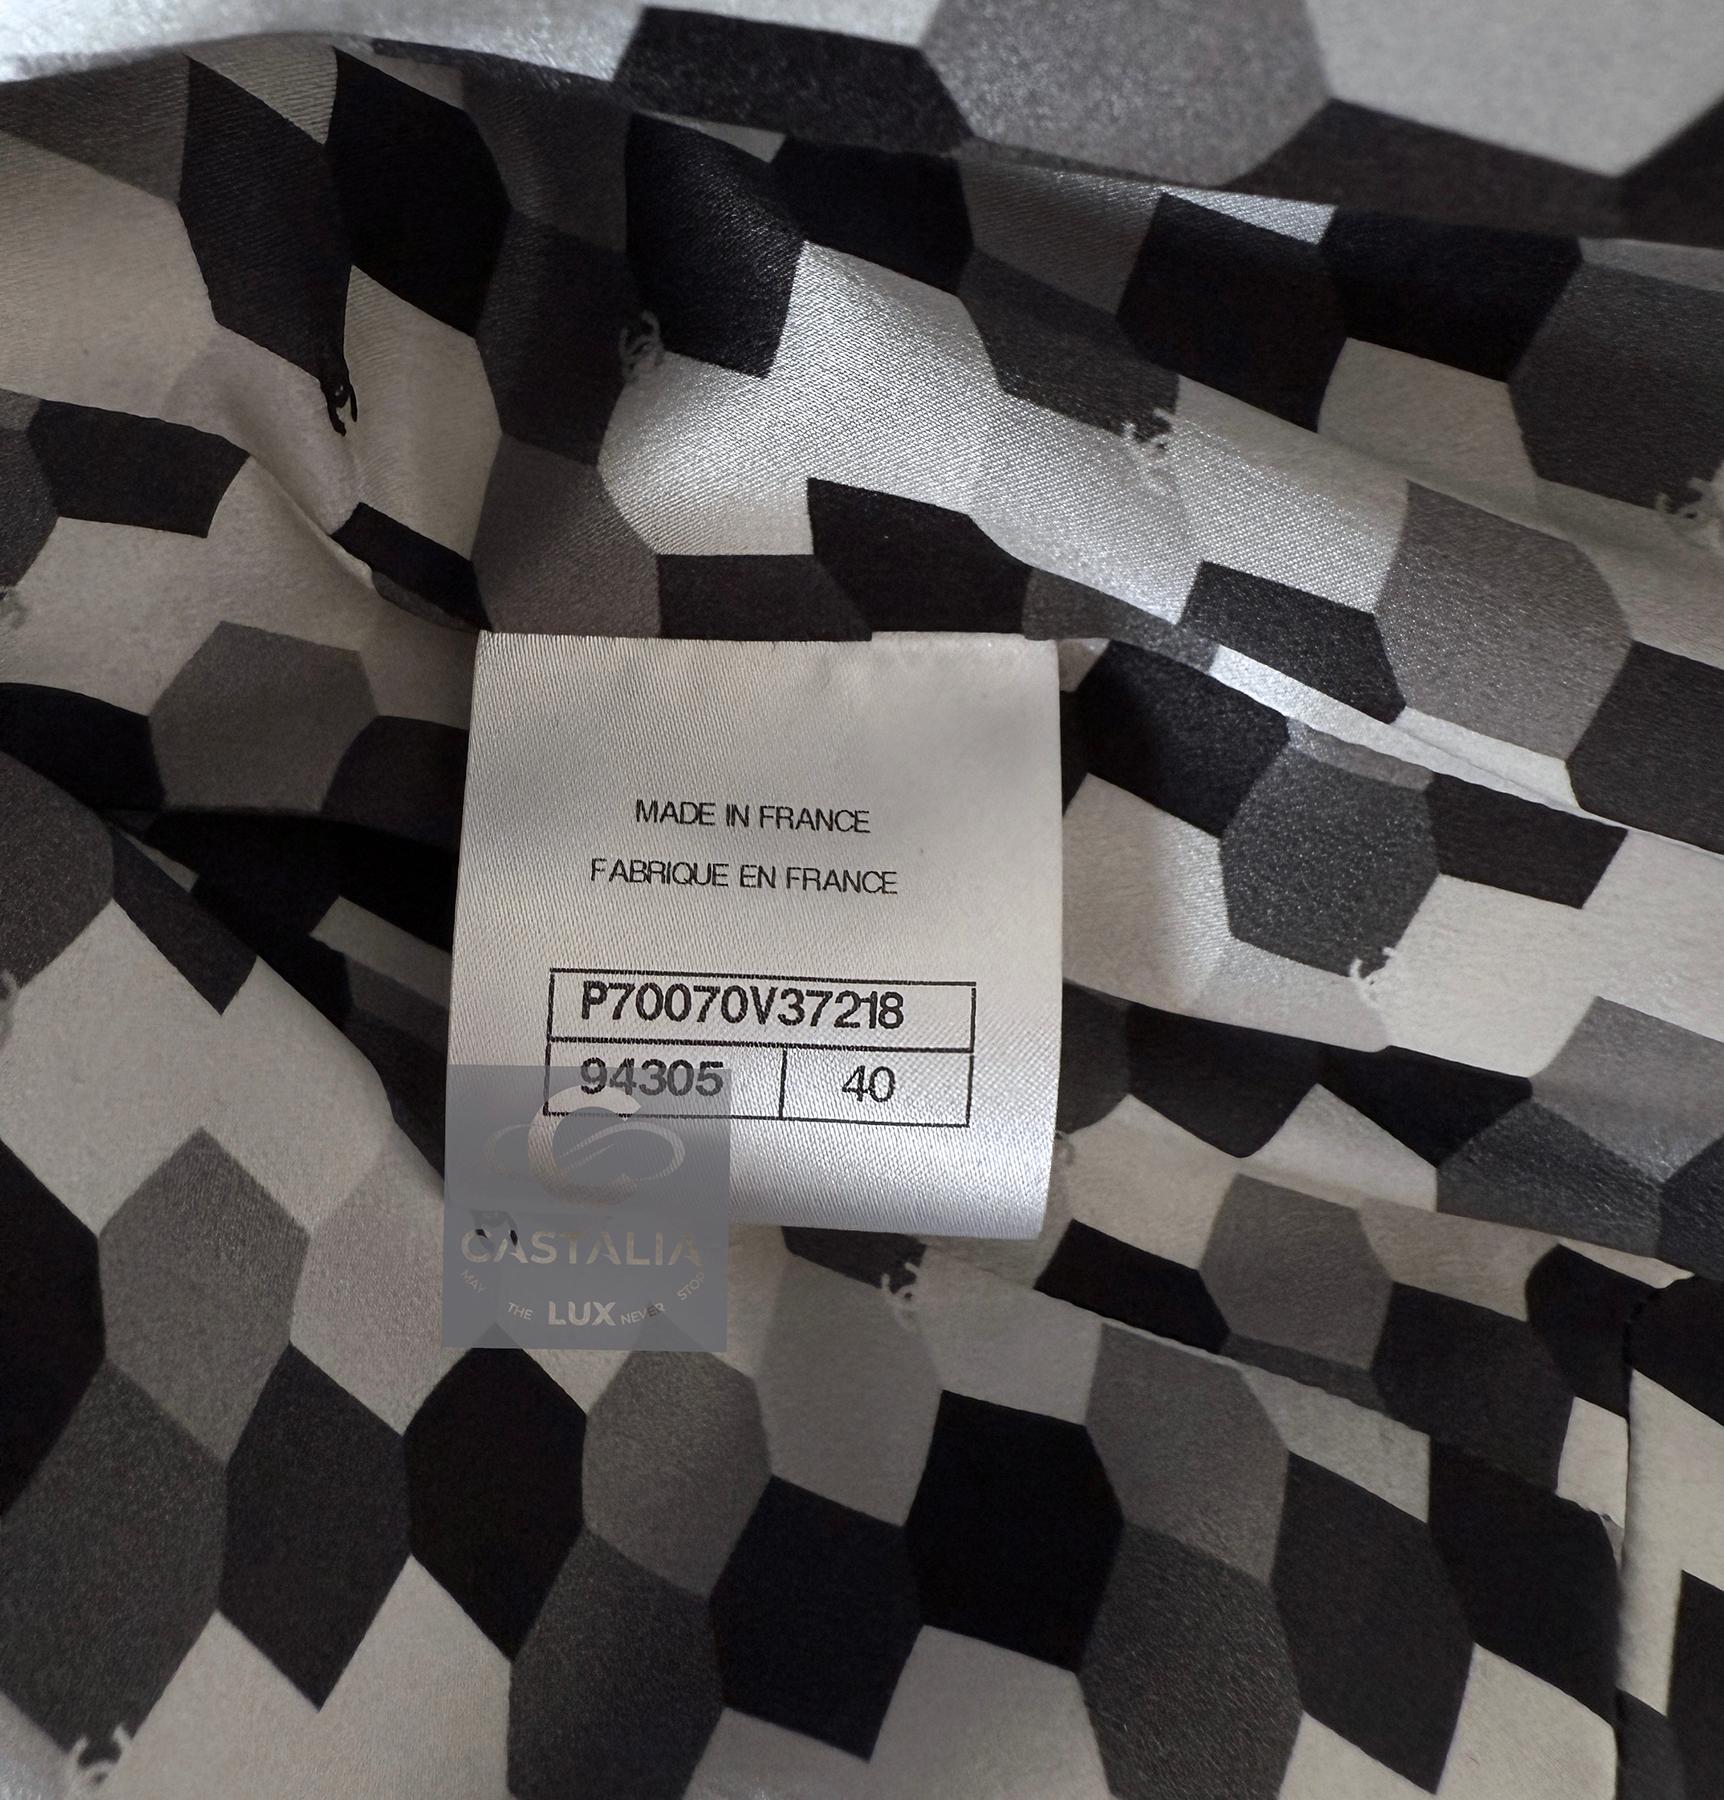 MADE IN FRANCE
FABRIQUE EN FRANCE
P70070V37218
94305 40
CASTALIA
MAY THE LUX NEVER STOP